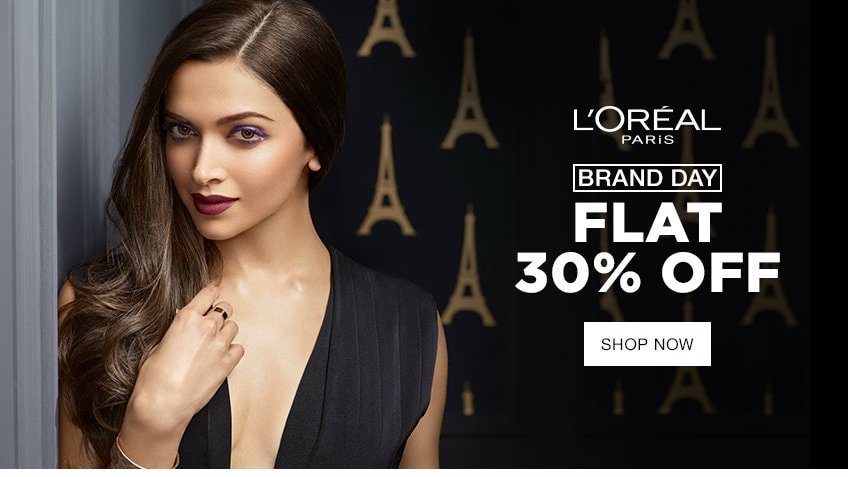 L'ORÉAL
PARiS
BRAND DAY
FLAT
30% OFF
SHOP NOW